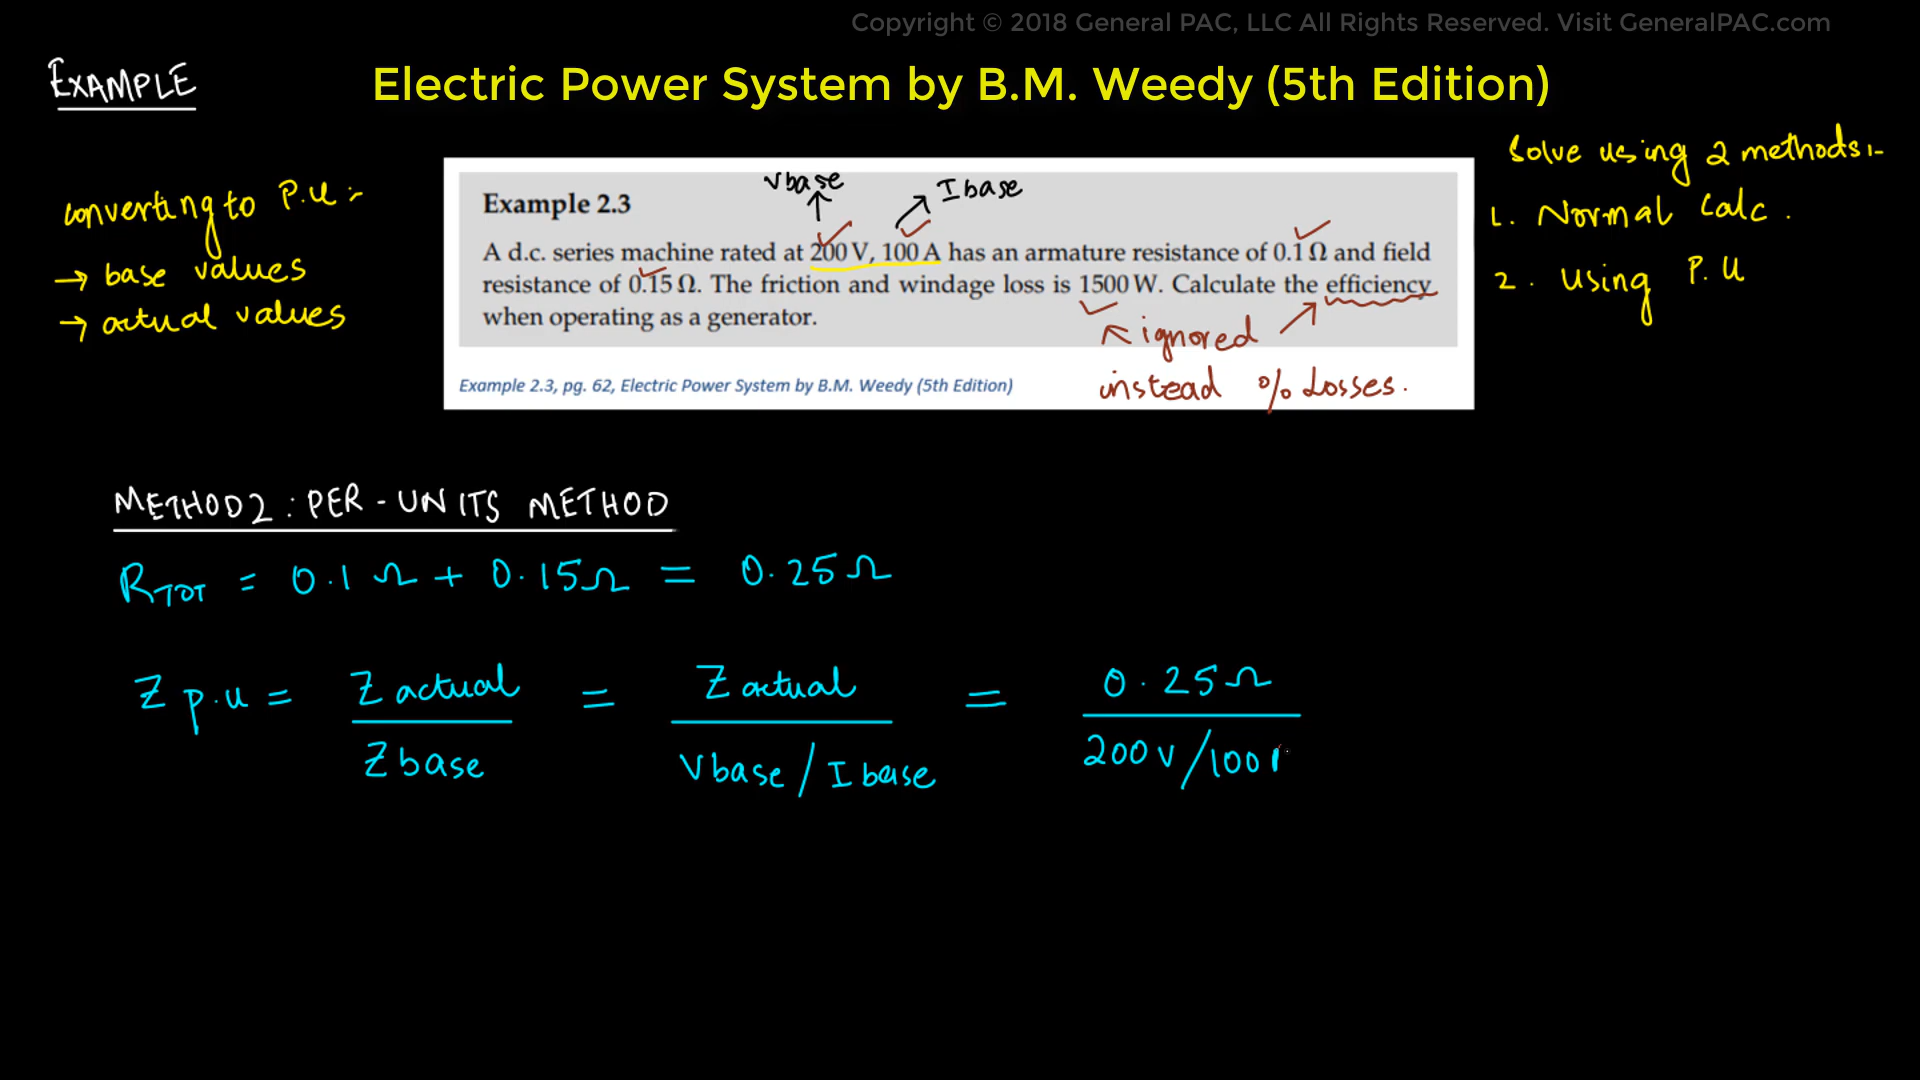 Copyright © 2018 General PAC, LLC All Rights Reserved. Visit GeneralPAC.com
EXAMPLE
Electric Power System by B.M. Weedy (5th Edition)
converting to P.U :-
→ base values
→ actual values
Vbase
I base
Example 2.3
A d.c. series machine rated at 200 V, 100 A has an armature resistance of 0.1 Ω and field
resistance of 0.15 Ω. The friction and windage loss is 1500 W. Calculate the efficiency
when operating as a generator.
ignored
instead % Losses.
Example 2.3, pg. 62, Electric Power System by B.M. Weedy (5th Edition)
Solve using 2 methods:-
1. Normal Calc.
2. Using P.U
METHOD 2 : PER-UNITS METHOD
R TOT = 0.1 Ω + 0.15 Ω = 0.25 Ω
Z p.u = Z actual / Z base = Z actual / V base / I base = 0.25 Ω / 200 V / 100